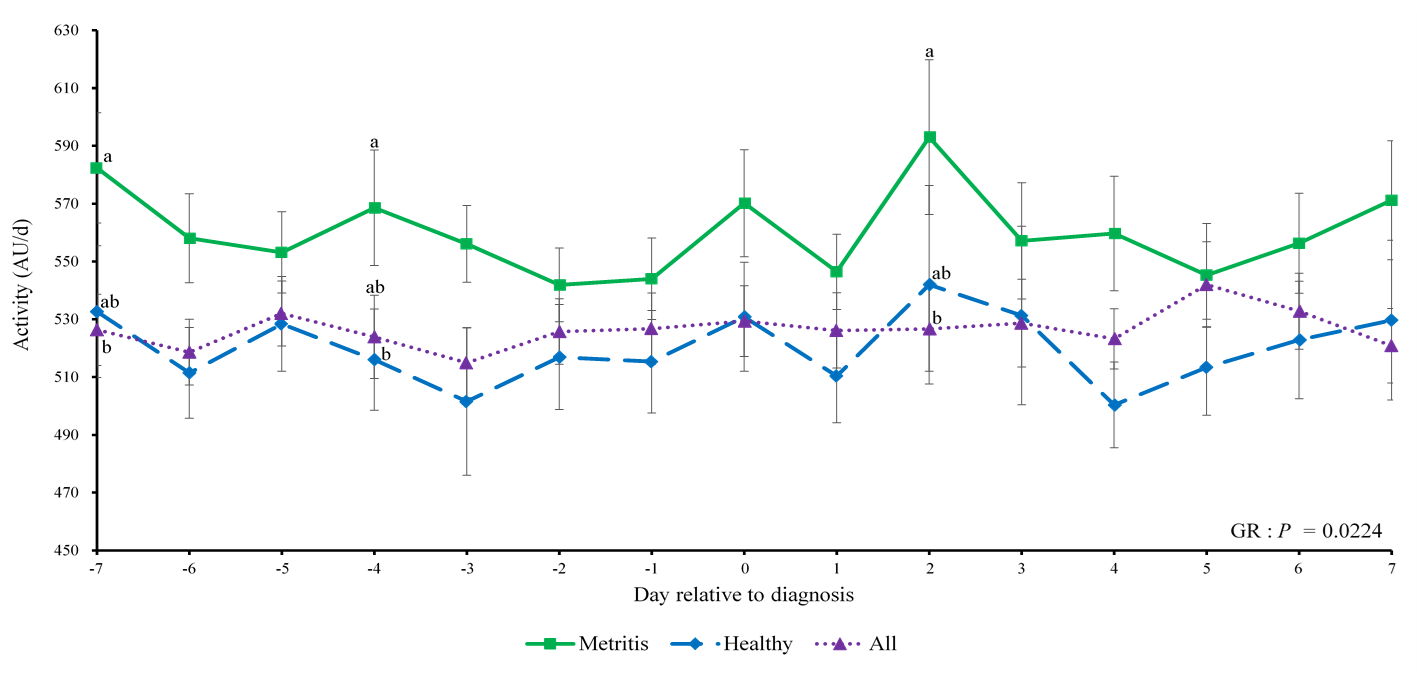 630
610
590
570
550
530
510
490
470
450
Activity (AU/d)
a
ab
b
a
ab
b
a
ab
b
GR : P = 0.0224
-7 -6 -5 -4 -3 -2 -1 0 1 2 3 4 5 6 7
Day relative to diagnosis
Metritis Healthy All